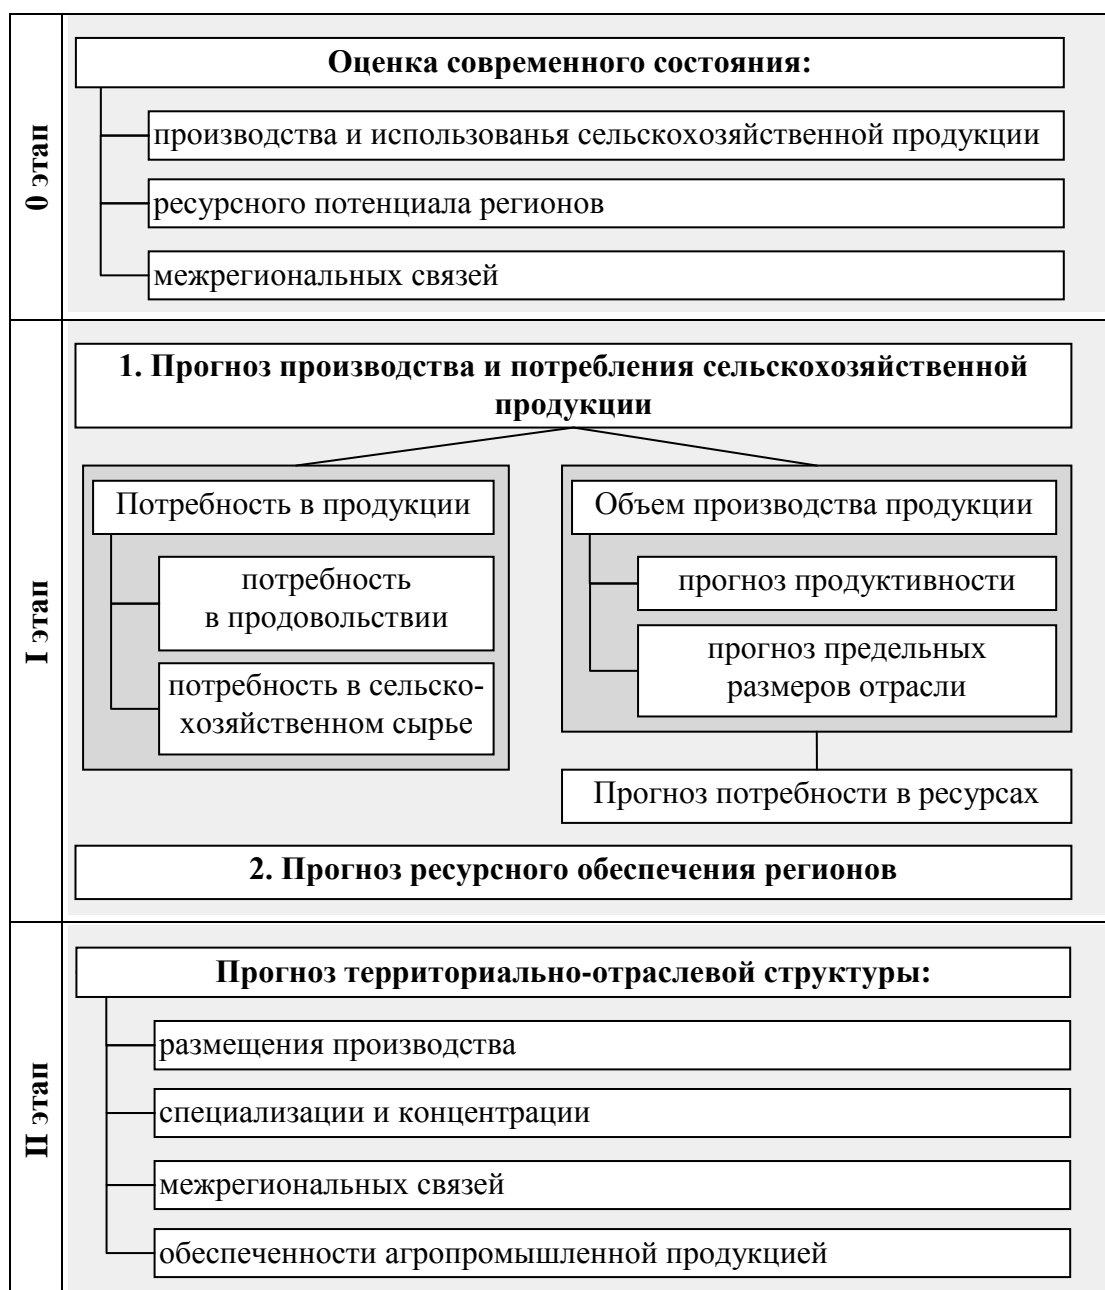 0 этап
Оценка современного состояния:
производства и использованья сельскохозяйственной продукции
ресурсного потенциала регионов
межрегиональных связей
I этап
1. Прогноз производства и потребления сельскохозяйственной
продукции
Потребность в продукции
потребность
в продовольствии
потребность в сельско-
хозяйственном сырье
Объем производства продукции
прогноз продуктивности
прогноз предельных
размеров отрасли
Прогноз потребности в ресурсах
2. Прогноз ресурсного обеспечения регионов
II этап
Прогноз территориально-отраслевой структуры:
размещения производства
специализации и концентрации
межрегиональных связей
обеспеченности агропромышленной продукцией